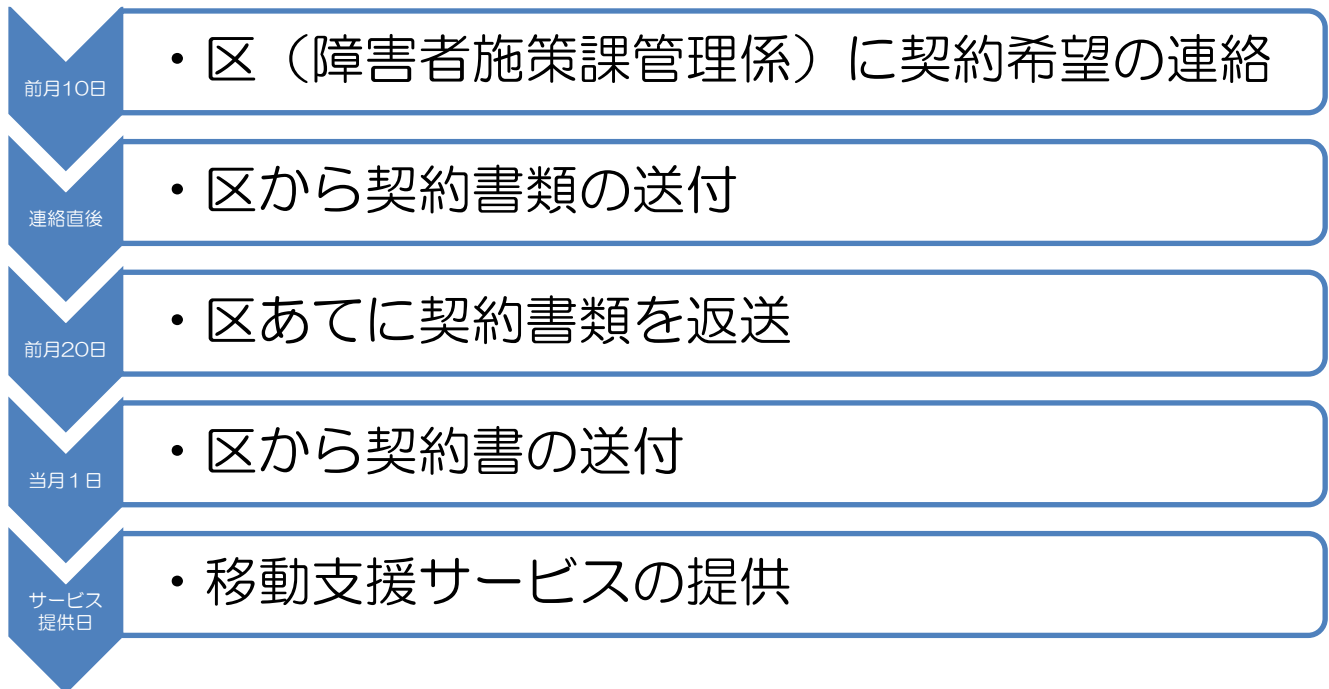 前月10日
・区（障害者施策課管理係）に契約希望の連絡
連絡直後
・区から契約書類の送付
前月20日
・区あてに契約書類を返送
当月１日
・区から契約書の送付
サービス
提供日
・移動支援サービスの提供